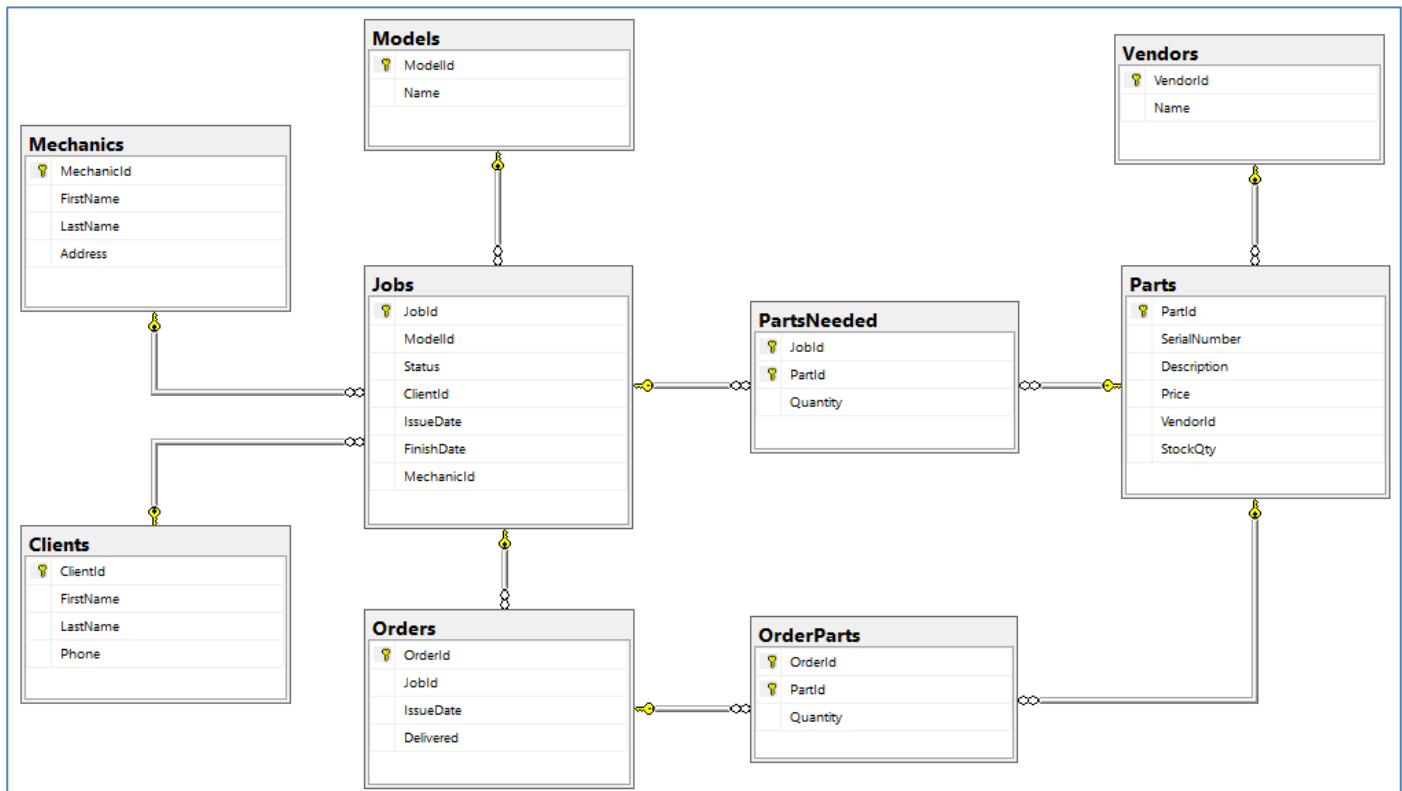 Models
ModelId
Name
Vendors
VendorId
Name
Mechanics
MechanicId
FirstName
LastName
Address
Jobs
JobId
ModelId
Status
ClientId
IssueDate
FinishDate
MechanicId
PartsNeeded
JobId
PartId
Quantity
Parts
PartId
SerialNumber
Description
Price
VendorId
StockQty
Clients
ClientId
FirstName
LastName
Phone
Orders
OrderId
JobId
IssueDate
Delivered
OrderParts
OrderId
PartId
Quantity